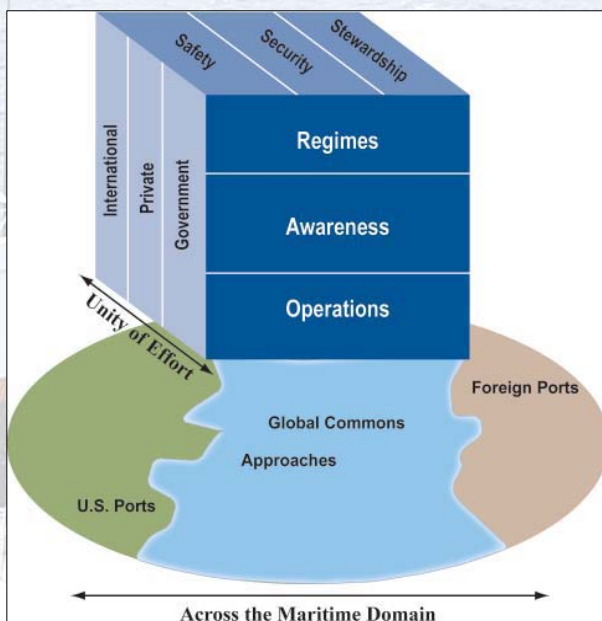 Safety
Security
Stewardship
International
Private
Government
Regimes
Awareness
Operations
Unity of Effort
Foreign Ports
Global Commons
Approaches
U.S. Ports
Across the Maritime Domain